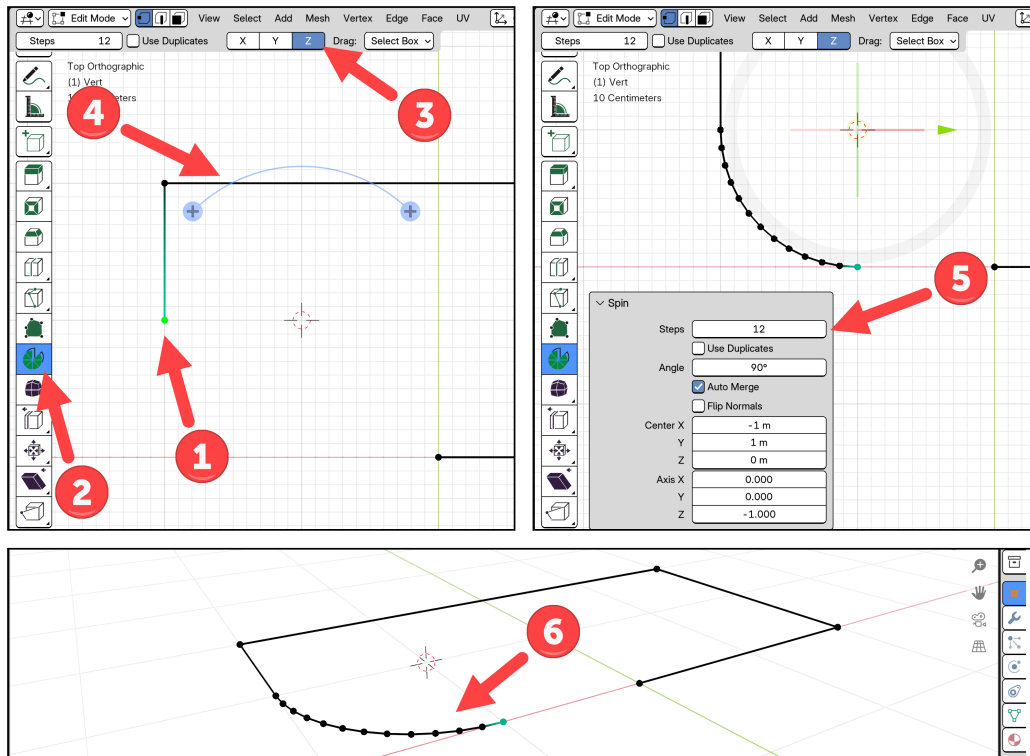 Edit Mode View Select Add Mesh Vertex Edge Face UV
Steps 12 Use Duplicates X Y Z Drag: Select Box
Top Orthographic
(1) Vert
4
3
1
2
Edit Mode View Select Add Mesh Vertex Edge Face UV
Steps 12 Use Duplicates X Y Z Drag: Select Box
Top Orthographic
(1) Vert
10 Centimeters
5
Spin
Steps 12
Use Duplicates
Angle 90°
Auto Merge
Flip Normals
Center X -1 m
Y 1 m
Z 0 m
Axis X 0.000
Y 0.000
Z -1.000
6